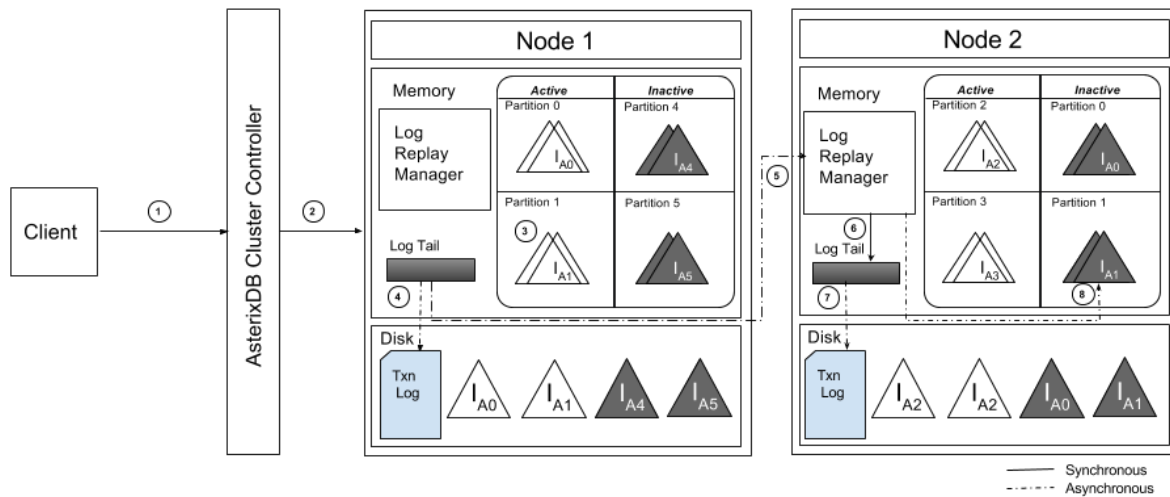 Client
1
AsterixDB Cluster Controller
2
Node 1
Memory
Log
Replay
Manager
Active
Inactive
Partition 0
Partition 4
I A0
I A4
Partition 1
Partition 5
3
I A1
I A5
Log Tail
4
Disk
Txn
Log
I A0
I A1
I A4
I A5
5
Node 2
Memory
Log
Replay
Manager
Active
Inactive
Partition 2
Partition 0
I A2
I A0
Partition 3
Partition 1
6
I A3
I A1
Log Tail
7
8
Disk
Txn
Log
I A2
I A2
I A0
I A1
Synchronous
Asynchronous